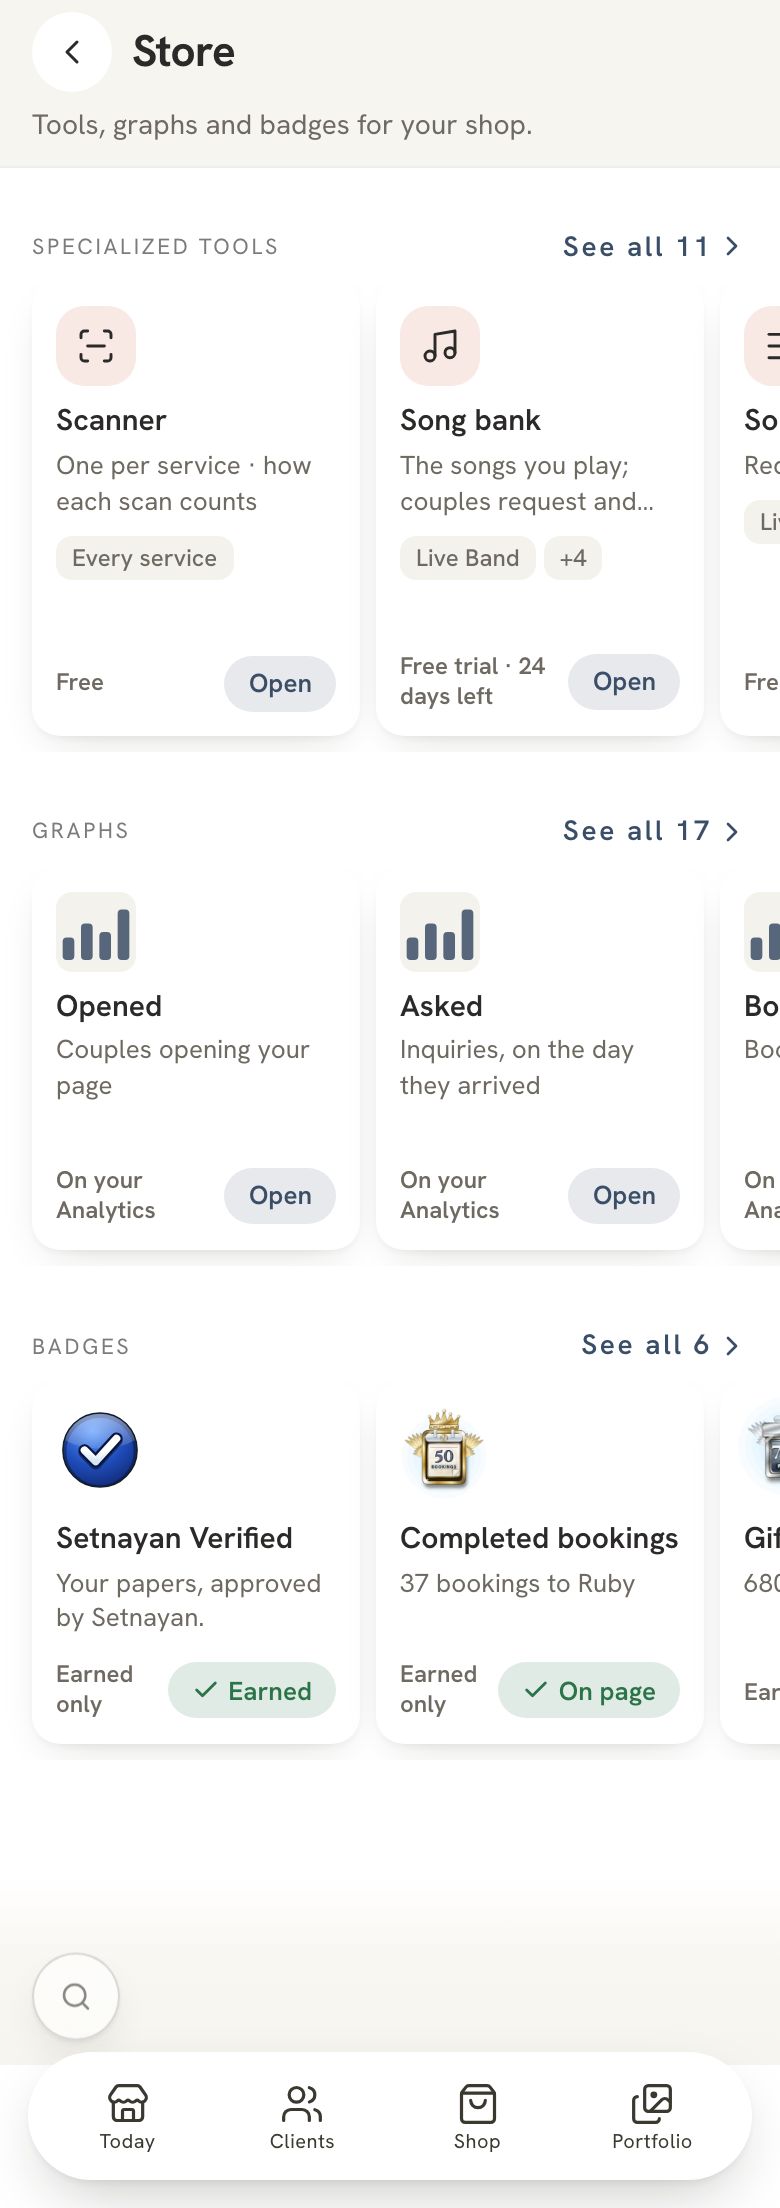 Store
Tools, graphs and badges for your shop.
SPECIALIZED TOOLS
See all 11
Scanner
One per service · how
each scan counts
Every service
Free
Open
Song bank
The songs you play;
couples request and...
Live Band
+4
Free trial · 24
days left
Open
GRAPHS
See all 17
Opened
Couples opening your
page
On your
Analytics
Open
Asked
Inquiries, on the day
they arrived
On your
Analytics
Open
On
BADGES
See all 6
50
BOOKINGS
Setnayan Verified
Your papers, approved
by Setnayan.
Earned
only
Earned
Completed bookings
37 bookings to Ruby
Earned
only
On page
Today
Clients
Shop
Portfolio